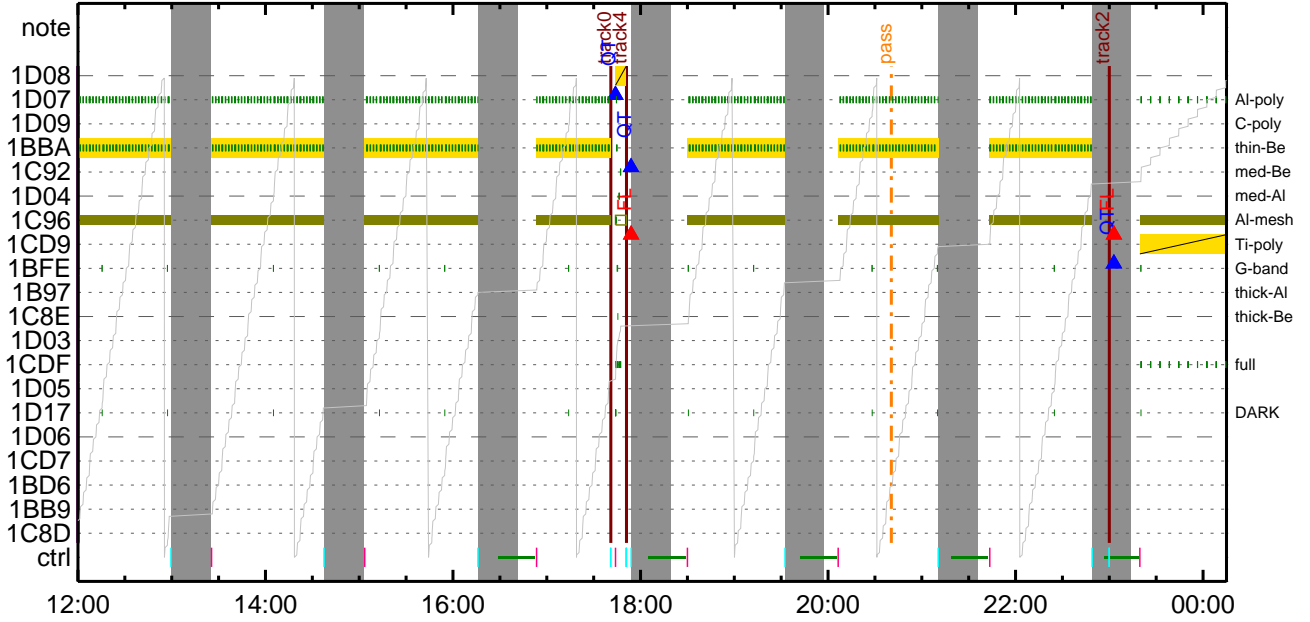 note
track0
QT
track4
pass
track2
1D08
1D07 Al-poly
1D09 C-poly
QT
1BBA thin-Be
1C92 med-Be
1D04 med-Al
FL
1C96 Al-mesh
QT
FL
1CD9 Ti-poly
1BFE G-band
1B97 thick-Al
1C8E thick-Be
1D03
1CDF full
1D05
1D17 DARK
1D06
1CD7
1BD6
1BB9
1C8D
ctrl
12:00 14:00 16:00 18:00 20:00 22:00 00:00